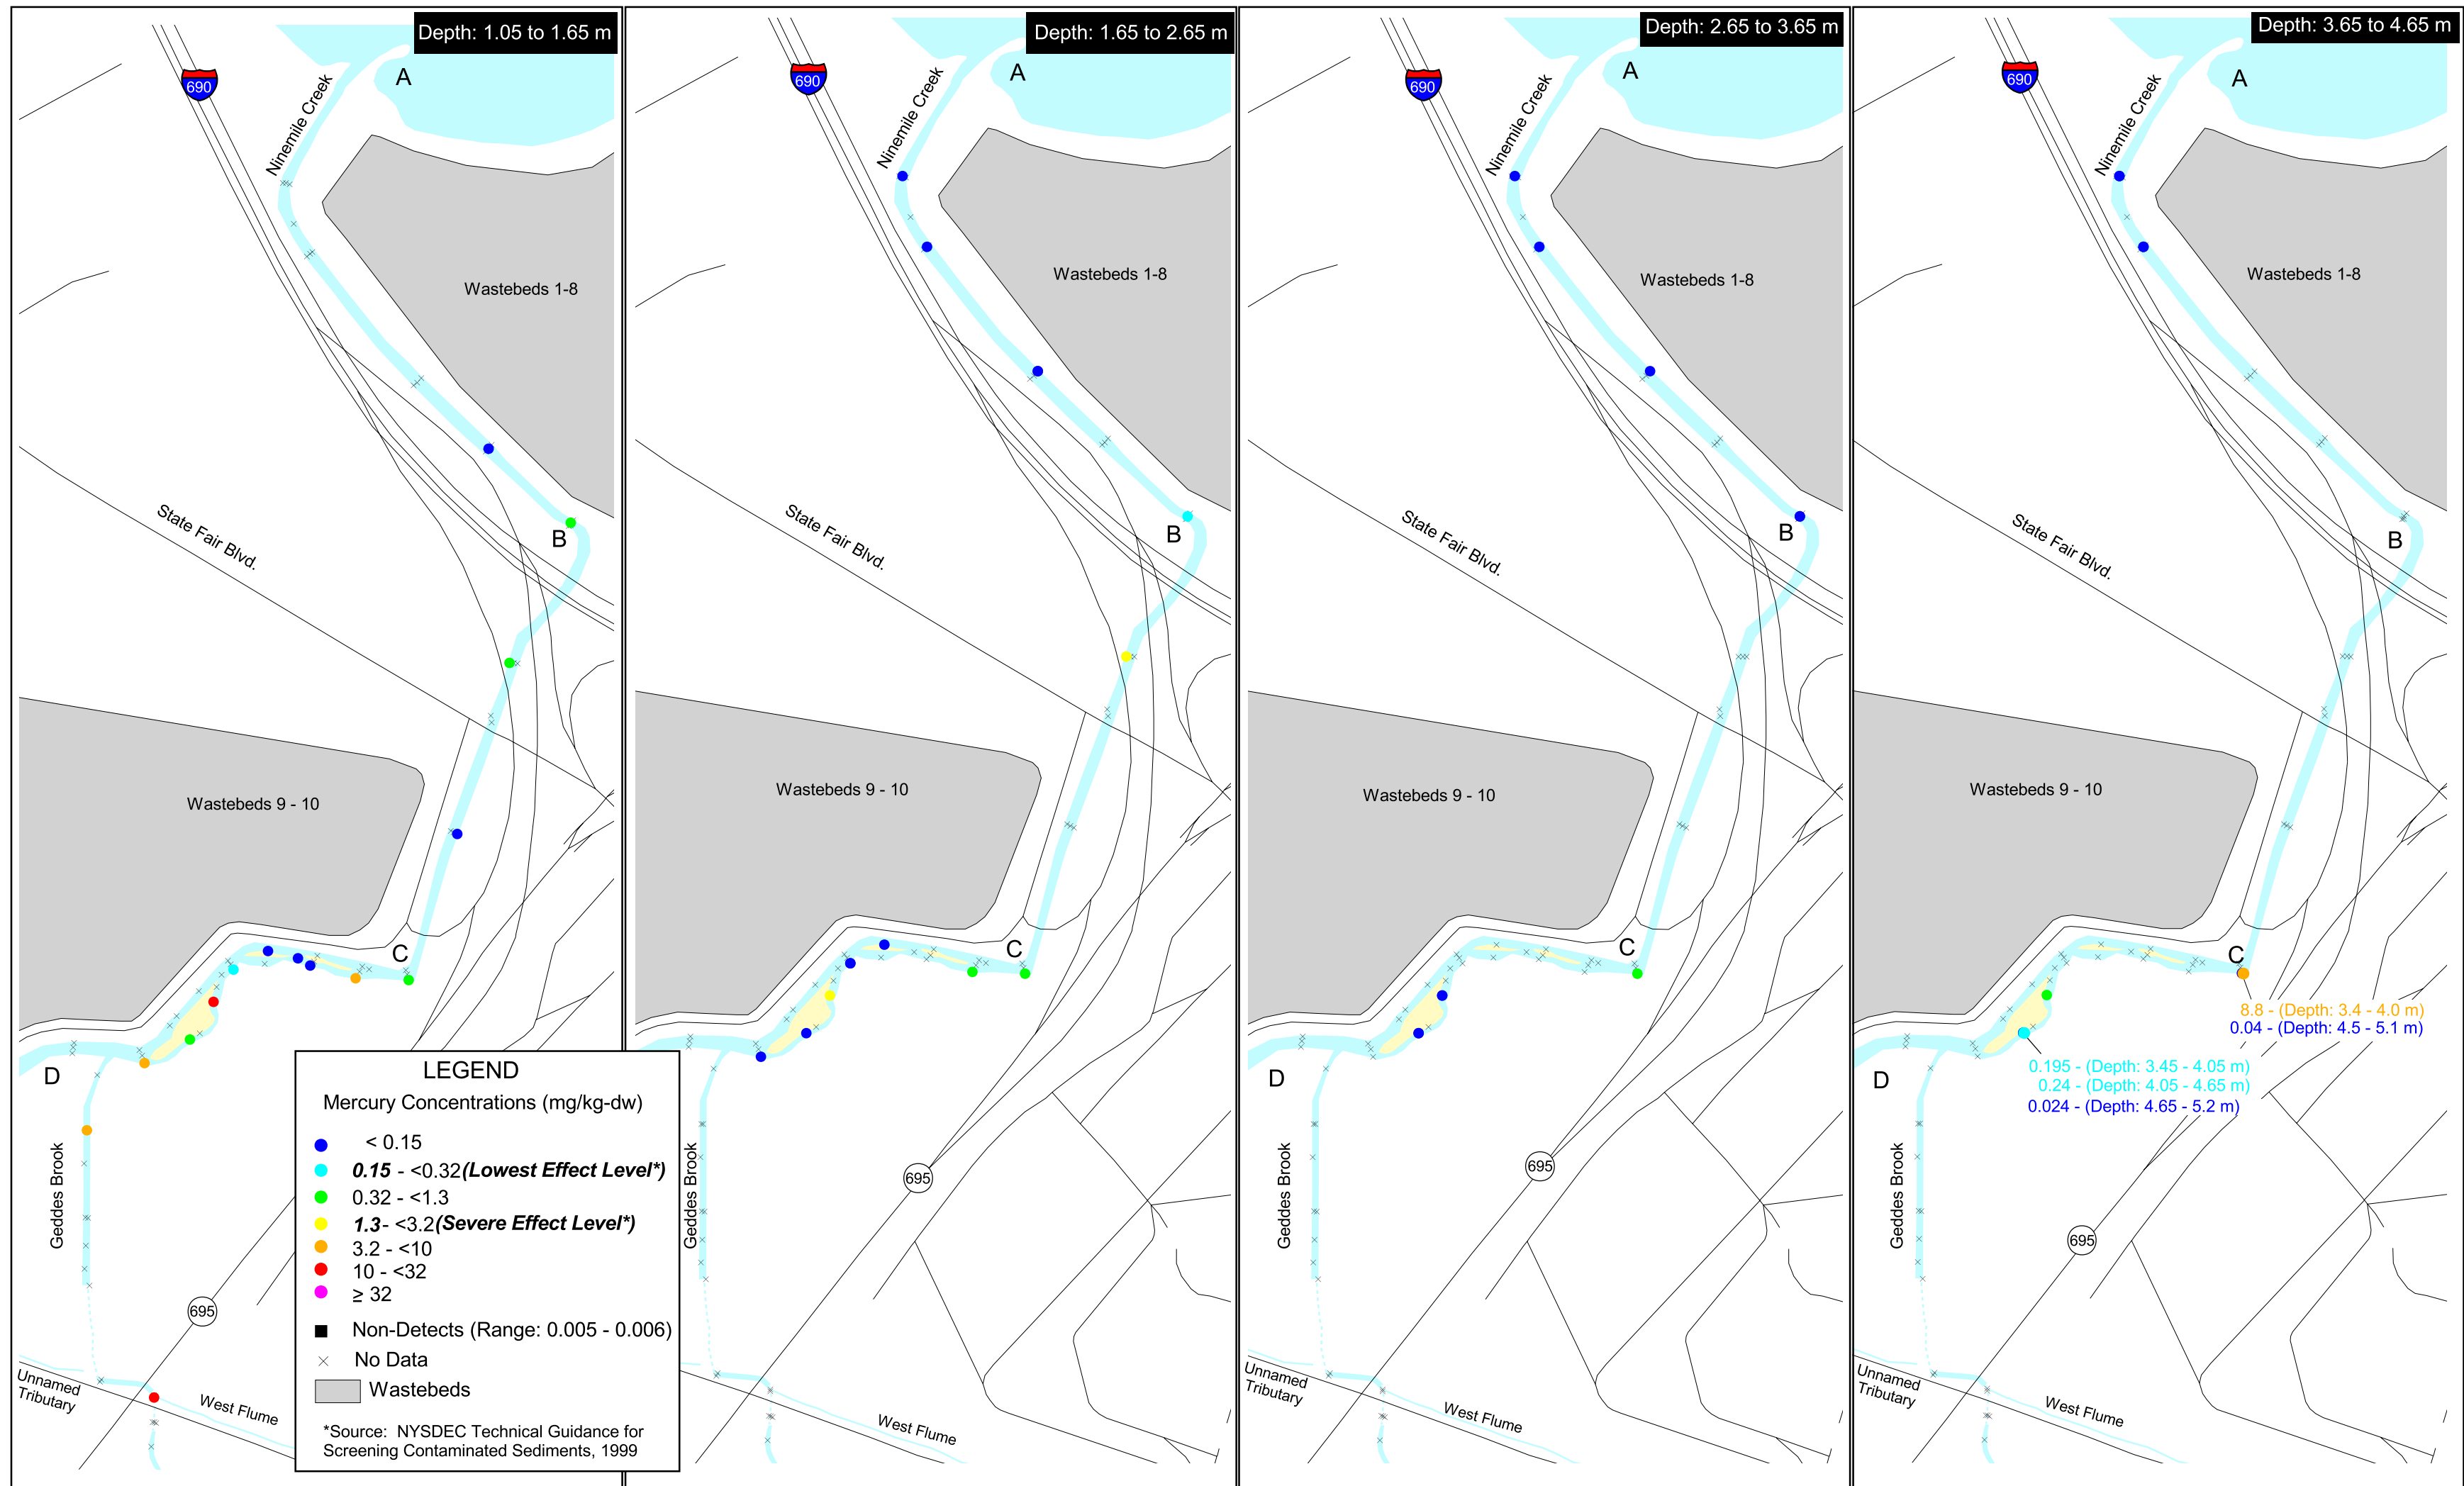 Depth: 1.05 to 1.65 m
690
A
Ninemile Creek
Wastebeds 1-8
State Fair Blvd.
B
Wastebeds 9 - 10
C
D
Geddes Brook
695
Unnamed
Tributary
West Flume
LEGEND
Mercury Concentrations (mg/kg-dw)
< 0.15
0.15 - <0.32(Lowest Effect Level*)
0.32 - <1.3
1.3- <3.2(Severe Effect Level*)
3.2 - <10
10 - <32
≥ 32
Non-Detects (Range: 0.005 - 0.006)
No Data
Wastebeds
*Source: NYSDEC Technical Guidance for
Screening Contaminated Sediments, 1999
Depth: 1.65 to 2.65 m
690
A
Ninemile Creek
Wastebeds 1-8
State Fair Blvd.
B
Wastebeds 9 - 10
C
Geddes Brook
695
West Flume
Depth: 2.65 to 3.65 m
690
A
Ninemile Creek
Wastebeds 1-8
State Fair Blvd.
B
Wastebeds 9 - 10
C
D
Geddes Brook
695
Unnamed
Tributary
West Flume
Depth: 3.65 to 4.65 m
690
A
Ninemile Creek
Wastebeds 1-8
State Fair Blvd.
B
Wastebeds 9 - 10
C
8.8 - (Depth: 3.4 - 4.0 m)
0.04 - (Depth: 4.5 - 5.1 m)
0.195 - (Depth: 3.45 - 4.05 m)
0.24 - (Depth: 4.05 - 4.65 m)
0.024 - (Depth: 4.65 - 5.2 m)
D
Geddes Brook
695
Unnamed
Tributary
West Flume